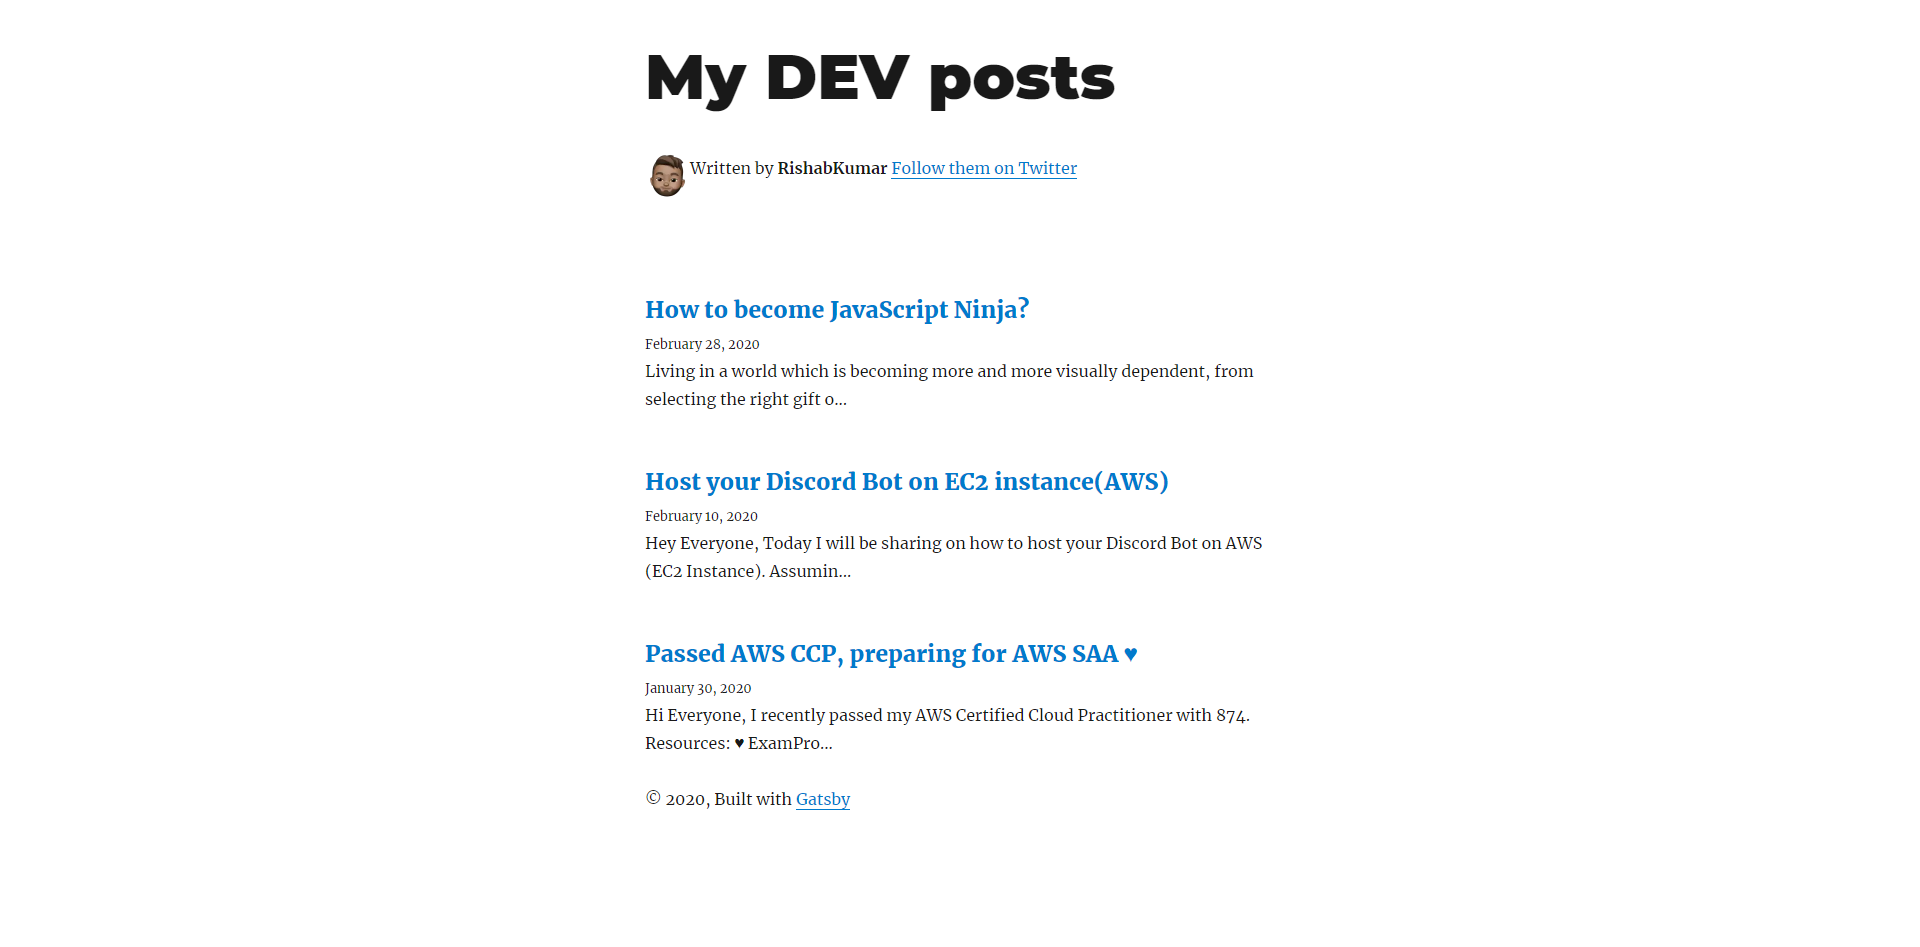 My DEV posts
Written by RishabKumar Follow them on Twitter
How to become JavaScript Ninja?
February 28, 2020
Living in a world which is becoming more and more visually dependent, from
selecting the right gift o...
Host your Discord Bot on EC2 instance(AWS)
February 10, 2020
Hey Everyone, Today I will be sharing on how to host your Discord Bot on AWS
(EC2 Instance). Assumin...
Passed AWS CCP, preparing for AWS SAA ♥
January 30, 2020
Hi Everyone, I recently passed my AWS Certified Cloud Practitioner with 874.
Resources: ♥ ExamPro...
© 2020, Built with Gatsby